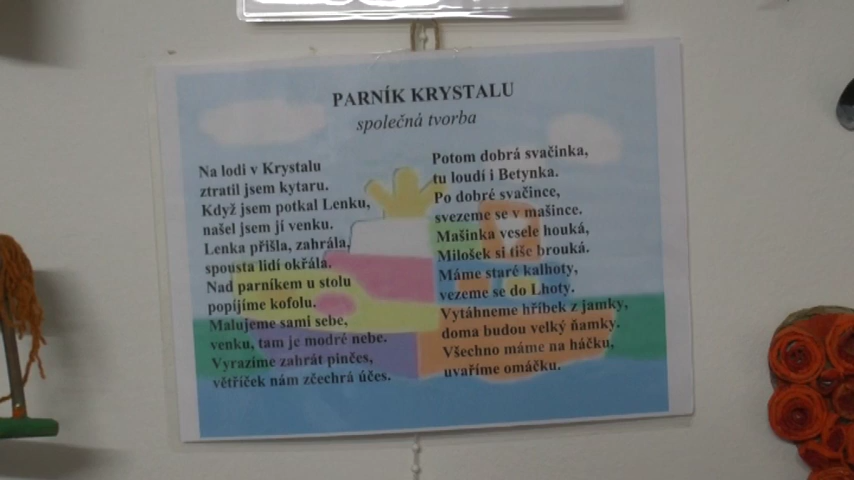 PARNÍK KRYSTALU
společná tvorba
Na lodi v Krystalu
ztratil jsem kytaru.
Když jsem potkal Lenku,
našel jsem ji venku.
Lenka přišla, zahrála,
spousta lidí okřála.
Nad parníkem u stolu
popíjíme kofolu.
Malujeme sami sebe,
venku, tam je modré nebe.
Vyrazíme zahrát pinčes,
větříček nám zčechrá účes.
Potom dobrá svačinka,
tu loudí i Betynka.
Po dobré svačince,
svezeme se v mašince.
Mašinka vesele houká,
Milošek si tiše brouká.
Máme staré kalhoty,
vezeme se do Lhoty.
Vytáhneme hříbek z jamky,
doma budou velký ňamky.
Všechno máme na háčku,
uvaříme omáčku.